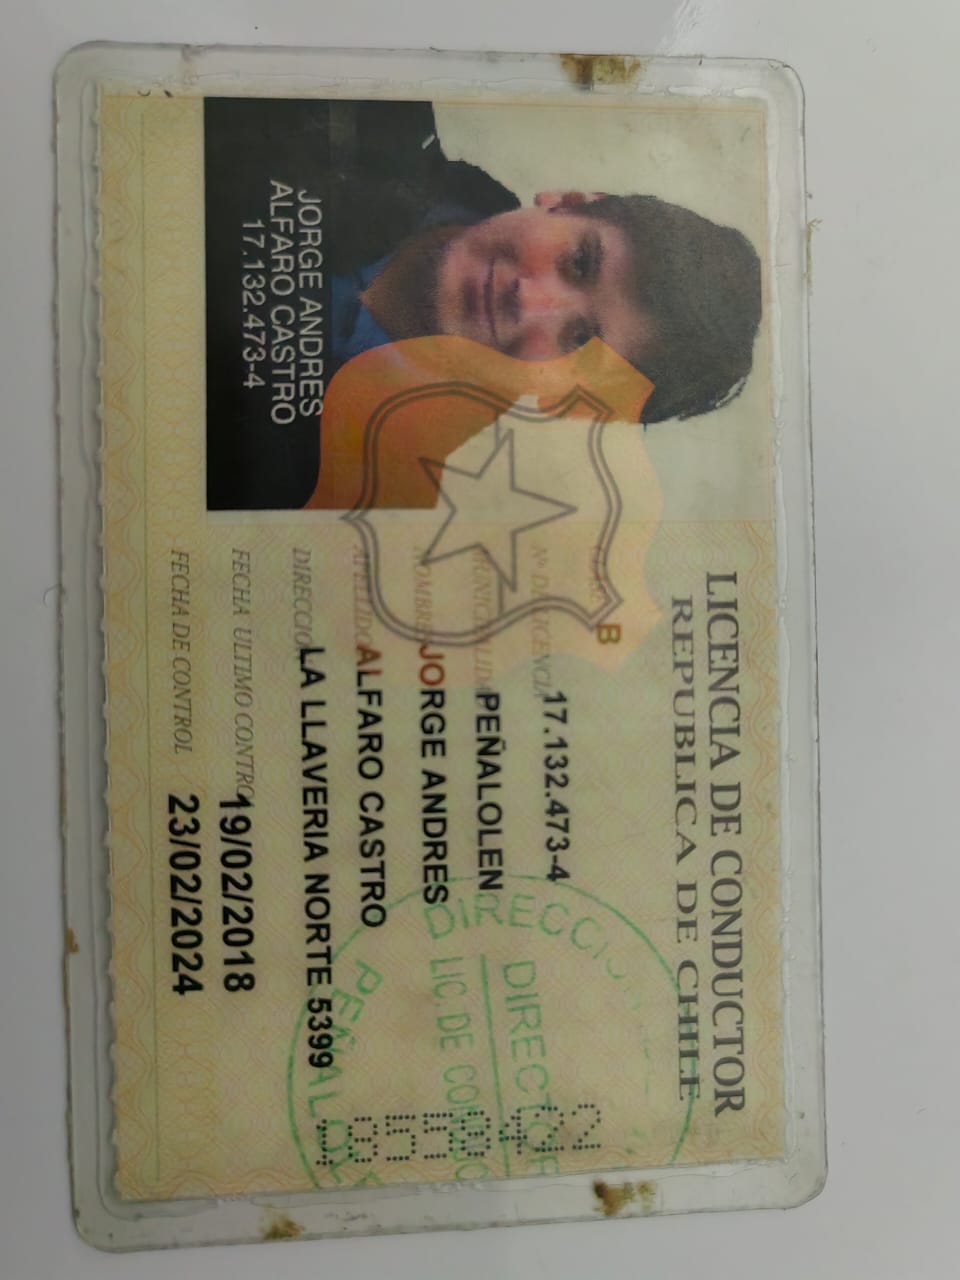 LICENCIA DE CONDUCTOR
REPUBLICA DE CHILE
CLASE B
Nº DE LICENCIA 17.132.473-4
MUNICIPALIDAD PEÑALOLEN
NOMBRES JORGE ANDRES
APELLIDOS ALFARO CASTRO
DIRECCION LA LLAVERIA NORTE 5399
FECHA ULTIMO CONTROL 19/02/2018
FECHA DE CONTROL 23/02/2024
JORGE ANDRES
ALFARO CASTRO
17.132.473-4
DIRECCION
DIRECTOR
LIC. DE CONDUC
PEÑALOLEN